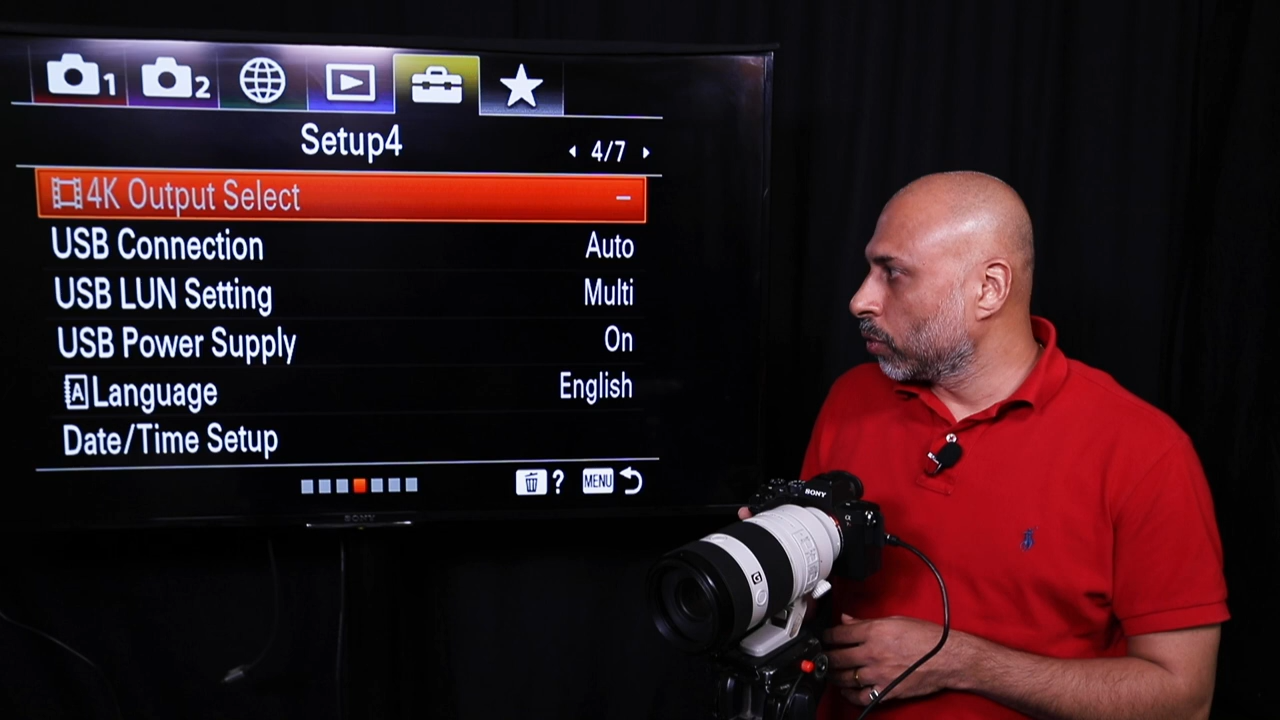 1
2
Setup4
4/7
4K Output Select –
USB Connection Auto
USB LUN Setting Multi
USB Power Supply On
A Language English
Date/Time Setup
? MENU
SONY
SONY
α
G